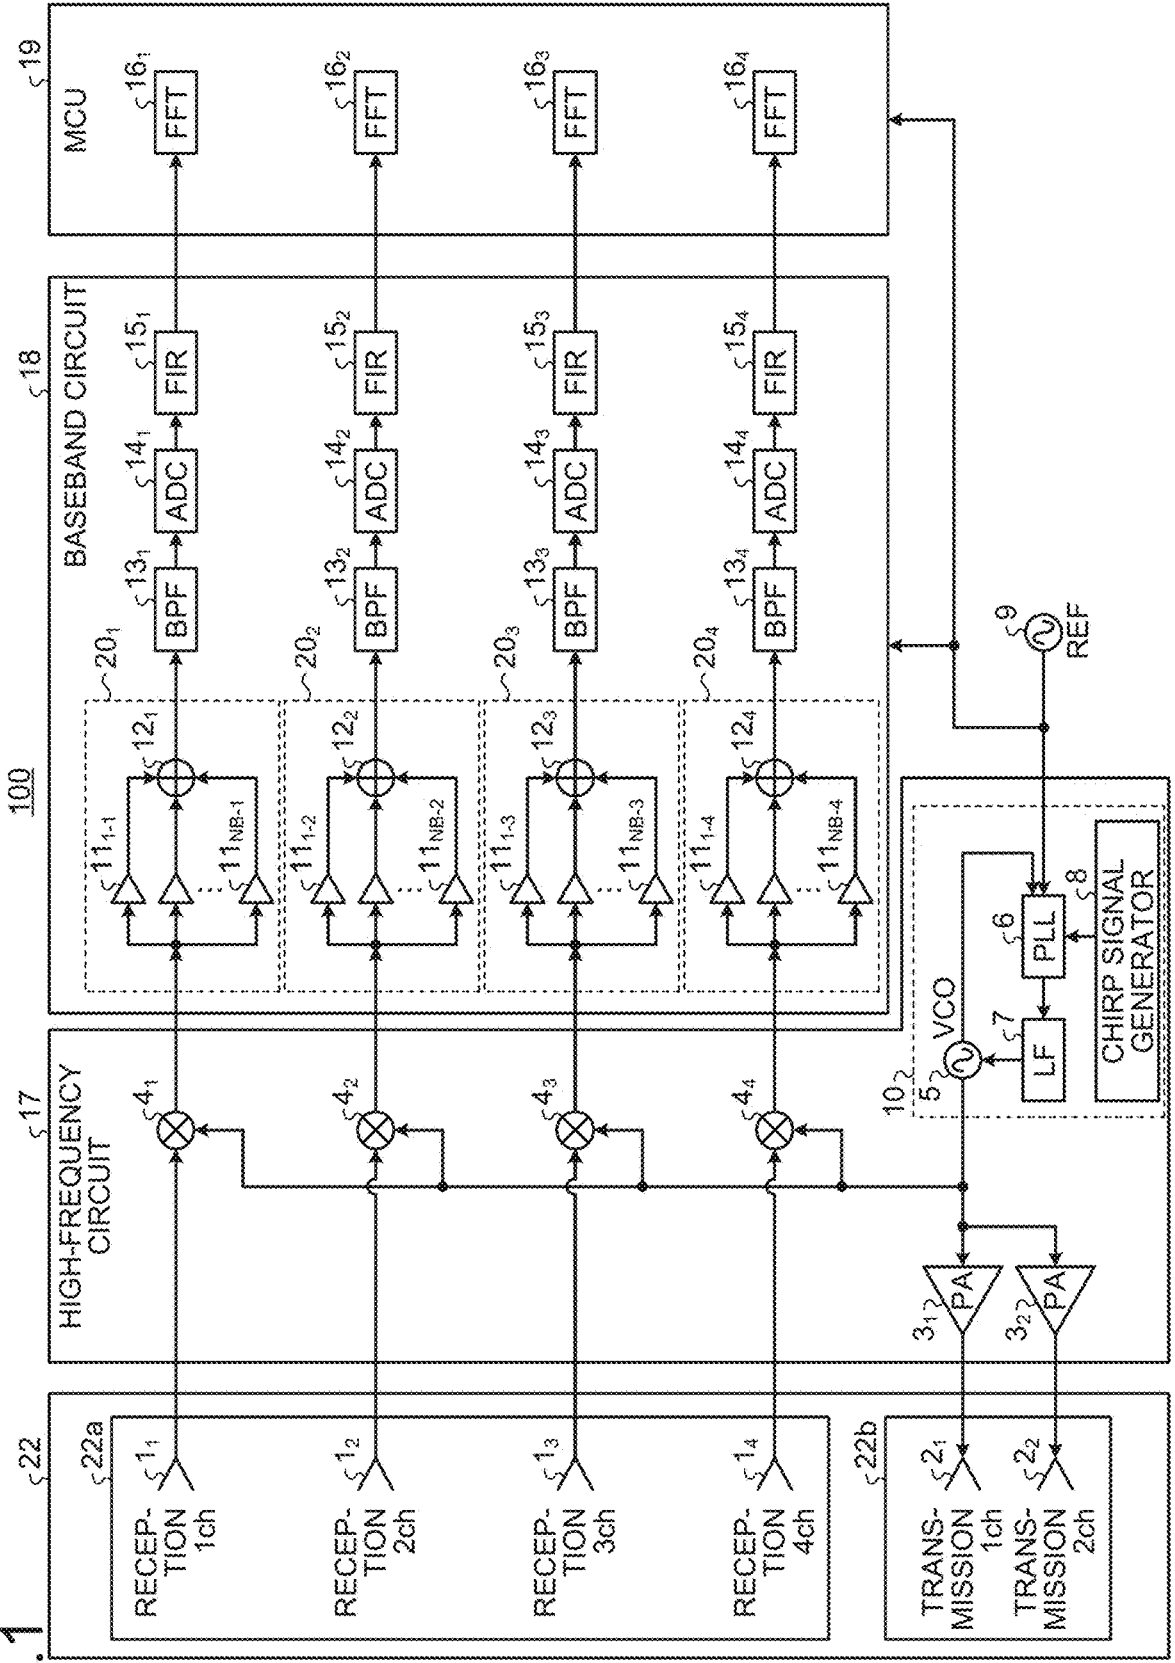 .1
100
22
22a
RECEP-
TION
1ch
1₁
RECEP-
TION
2ch
1₂
RECEP-
TION
3ch
1₃
RECEP-
TION
4ch
1₄
22b
TRANS-
MISSION
1ch
2₁
TRANS-
MISSION
2ch
2₂
17
HIGH-FREQUENCY
CIRCUIT
4₁
4₂
4₃
4₄
3₁
PA
3₂
PA
10
5
VCO
7
LF
6
PLL
8
CHIRP SIGNAL
GENERATOR
9
REF
18
BASEBAND CIRCUIT
20₁
11₁₋₁
11NB-1
12₁
13₁
BPF
14₁
ADC
15₁
FIR
20₂
11₁₋₂
11NB-2
12₂
13₂
BPF
14₂
ADC
15₂
FIR
20₃
11₁₋₃
11NB-3
12₃
13₃
BPF
14₃
ADC
15₃
FIR
20₄
11₁₋₄
11NB-4
12₄
13₄
BPF
14₄
ADC
15₄
FIR
19
MCU
16₁
FFT
16₂
FFT
16₃
FFT
16₄
FFT